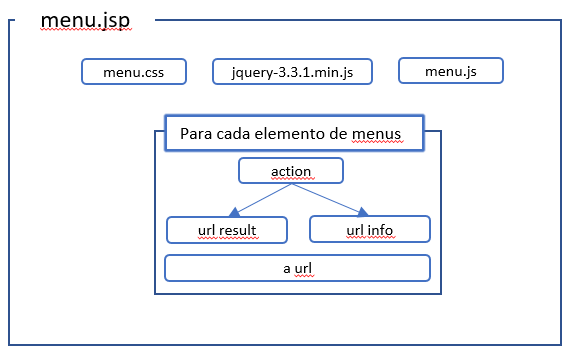 menu.jsp
menu.css
jquery-3.3.1.min.js
menu.js
Para cada elemento de menus
action
url result
url info
a url